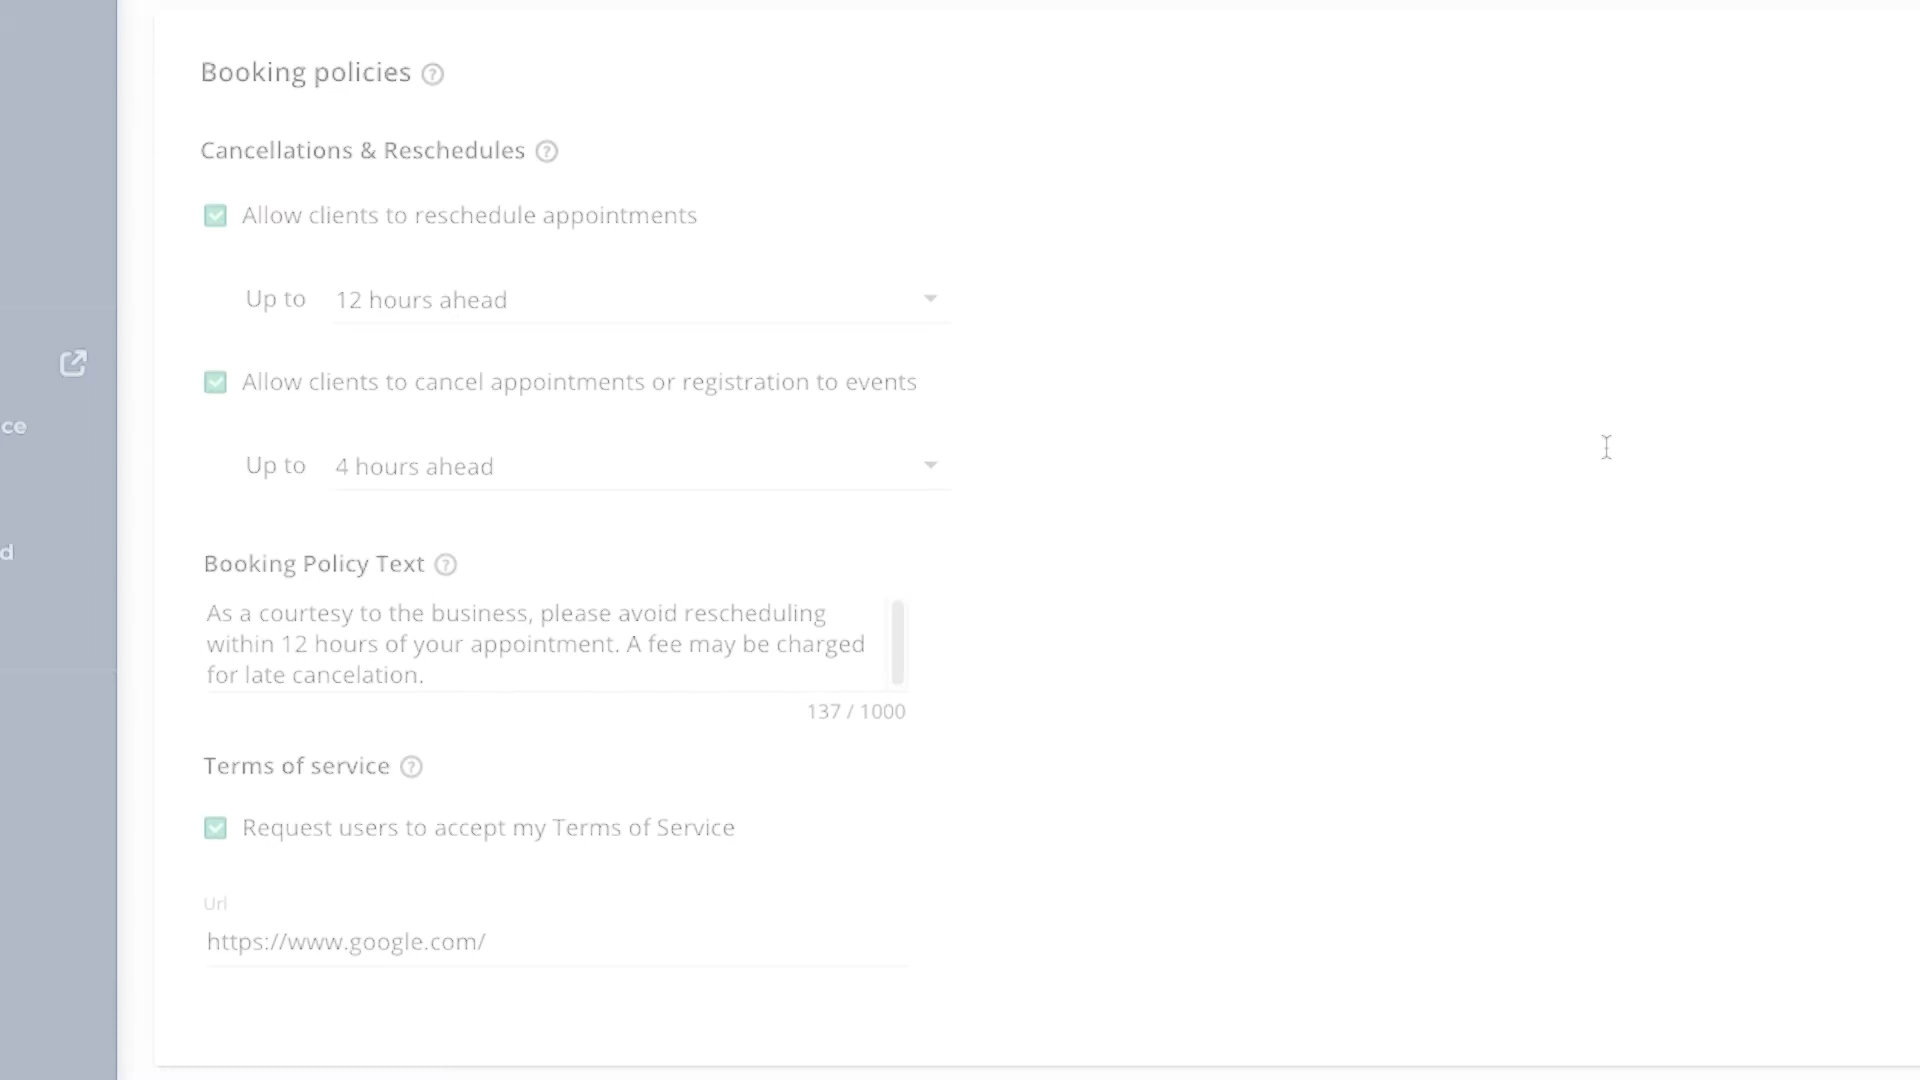 Booking policies
Cancellations & Reschedules
Allow clients to reschedule appointments
Up to 12 hours ahead
ce
Allow clients to cancel appointments or registration to events
Up to 4 hours ahead
d
Booking Policy Text
As a courtesy to the business, please avoid rescheduling
within 12 hours of your appointment. A fee may be charged
for late cancelation.
137 / 1000
Terms of service
Request users to accept my Terms of Service
Url
https://www.google.com/